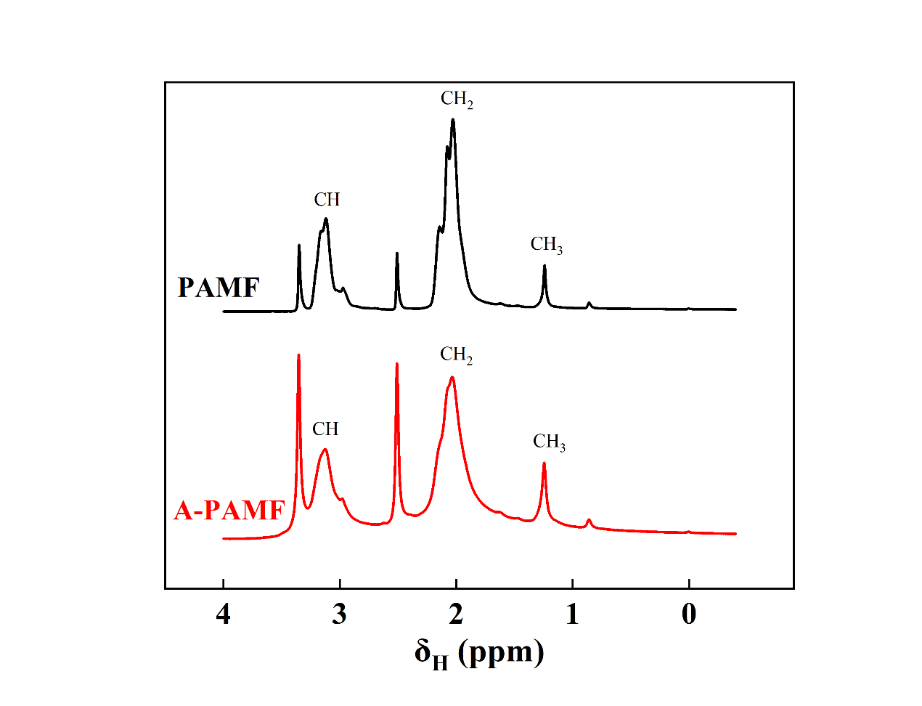 CH₂
CH
CH₃
PAMF
CH₂
CH
CH₃
A-PAMF
4 3 2 1 0
δH (ppm)